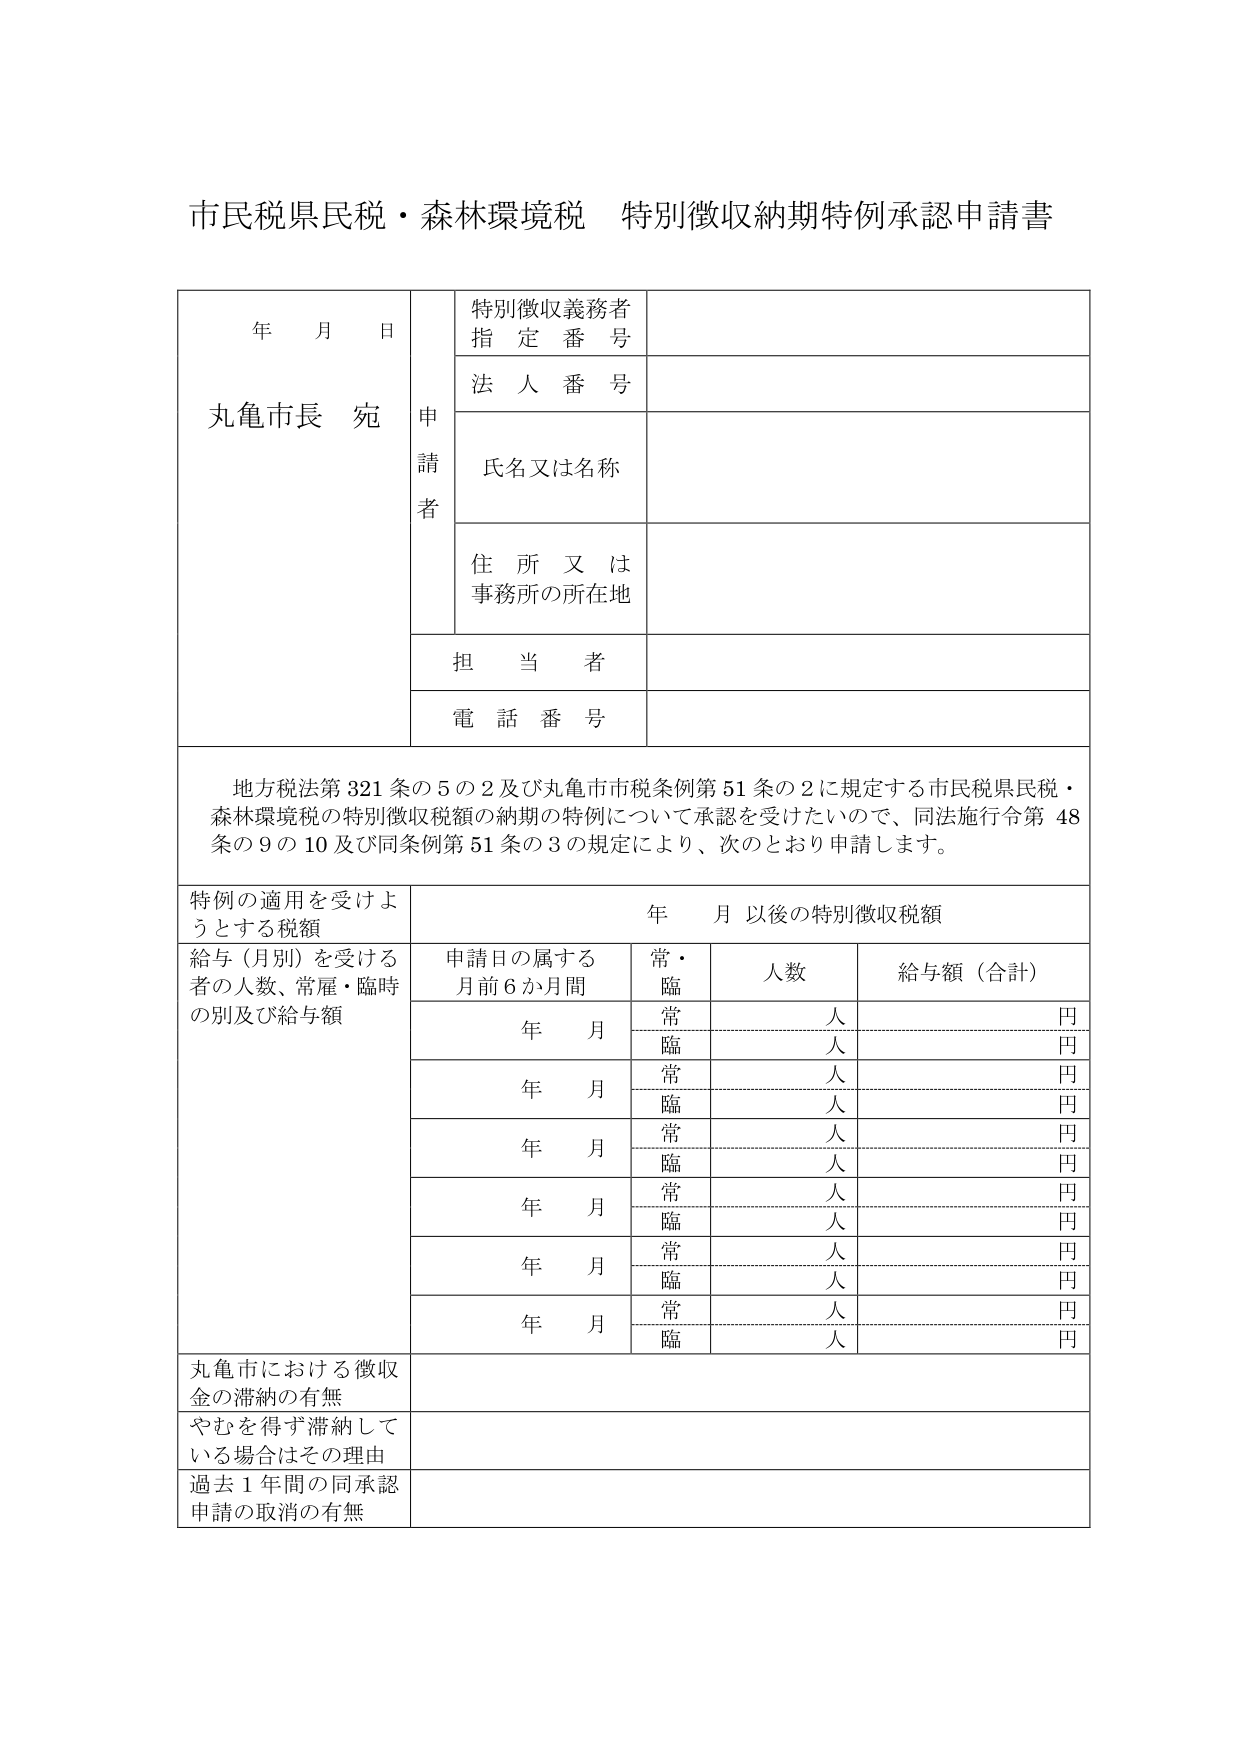 市民税県民税・森林環境税　特別徴収納期特例承認申請書
年　月　日
丸亀市長　宛
申
請
者
特別徴収義務者
指　定　番　号
法　人　番　号
氏名又は名称
住　所　又　は
事務所の所在地
担　当　者
電　話　番　号
地方税法第 321 条の５の２及び丸亀市市税条例第 51 条の２に規定する市民税県民税・
森林環境税の特別徴収税額の納期の特例について承認を受けたいので、同法施行令第 48
条の９の 10 及び同条例第 51 条の３の規定により、次のとおり申請します。
特例の適用を受けよ
うとする税額
年　　月 以後の特別徴収税額
給与（月別）を受ける
者の人数、常雇・臨時
の別及び給与額
申請日の属する
月前６か月間
常・
臨
人数
給与額（合計）
年　　月
常　人　円
臨　人　円
年　　月
常　人　円
臨　人　円
年　　月
常　人　円
臨　人　円
年　　月
常　人　円
臨　人　円
年　　月
常　人　円
臨　人　円
年　　月
常　人　円
臨　人　円
丸亀市における徴収
金の滞納の有無
やむを得ず滞納して
いる場合はその理由
過去１年間の同承認
申請の取消の有無